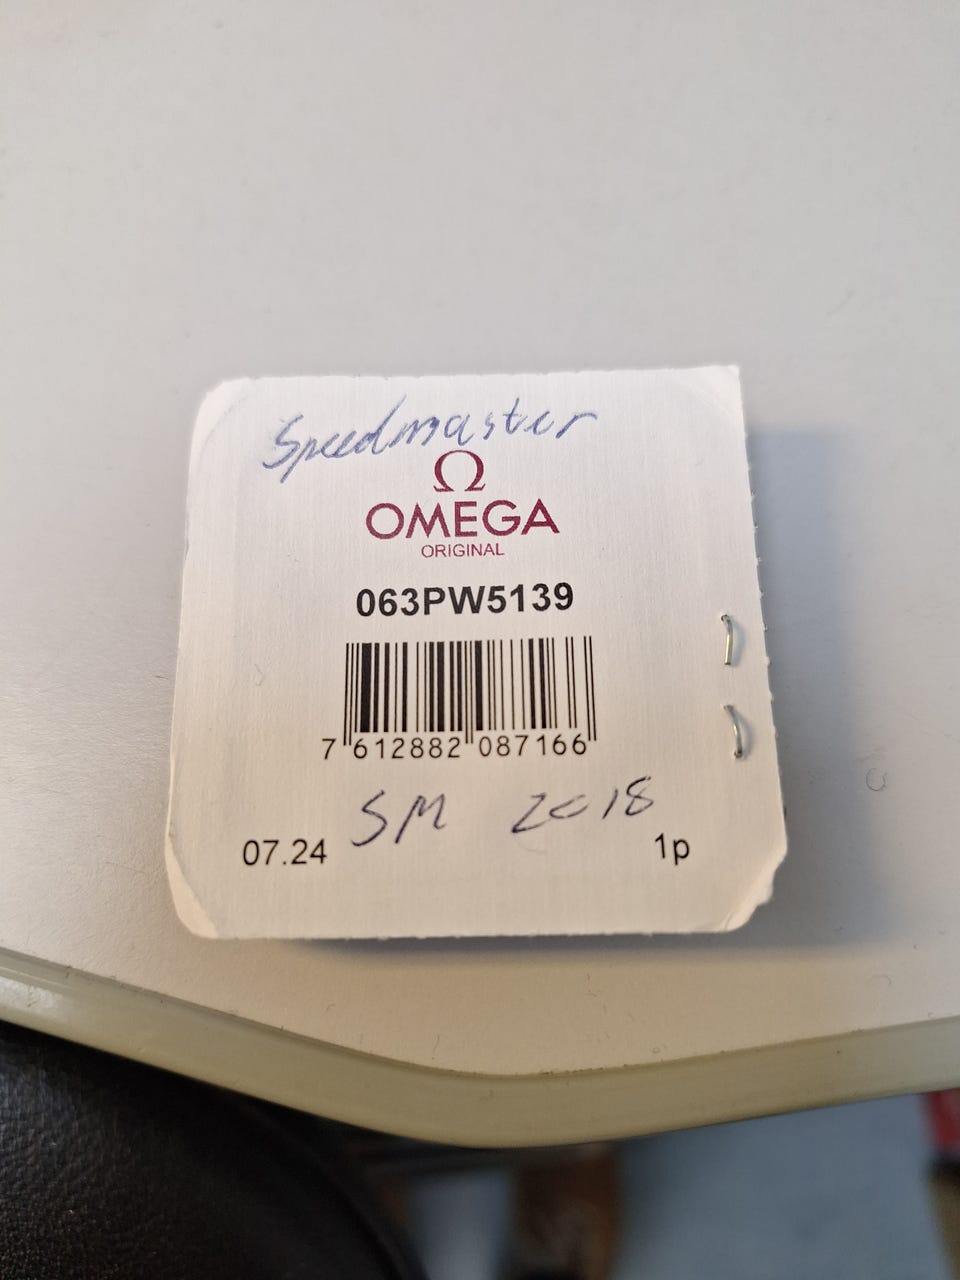 Speedmaster
Ω
OMEGA
ORIGINAL
063PW5139
7 612882 087166
SM 2018
07.24 1p